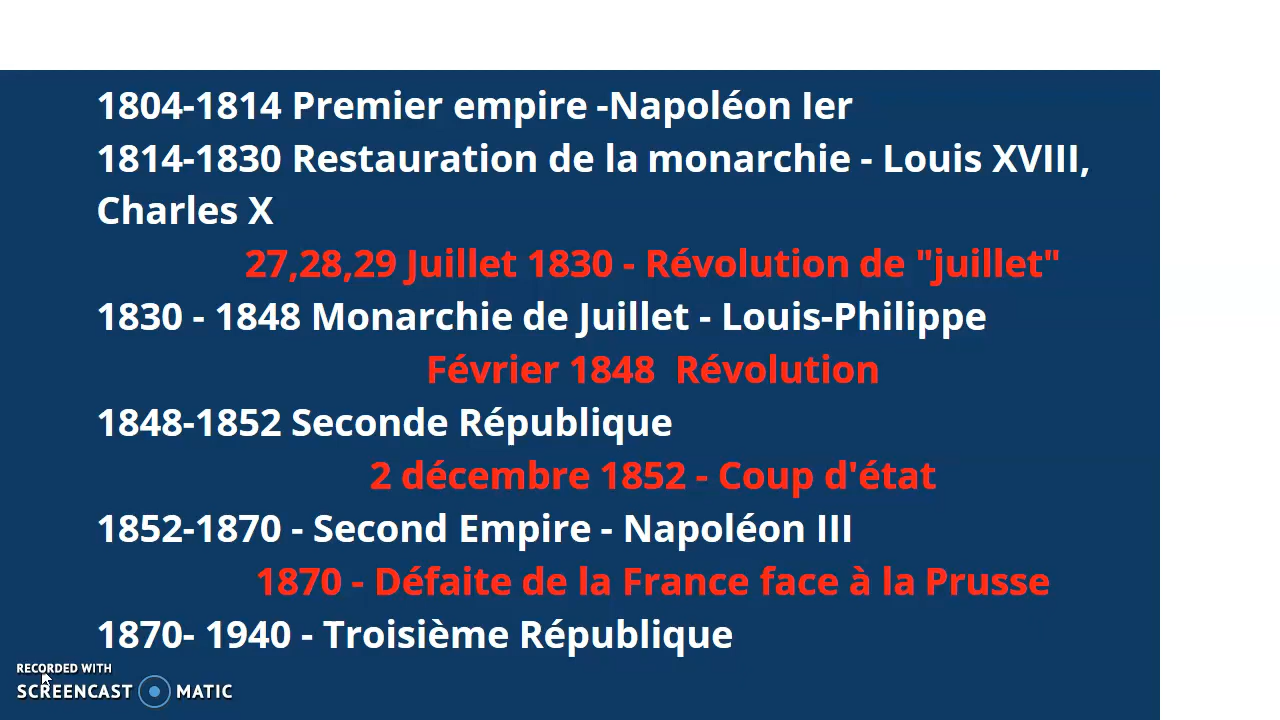 1804-1814 Premier empire -Napoléon Ier
1814-1830 Restauration de la monarchie - Louis XVIII,
Charles X
27,28,29 Juillet 1830 - Révolution de "juillet"
1830 - 1848 Monarchie de Juillet - Louis-Philippe
Février 1848  Révolution
1848-1852 Seconde République
2 décembre 1852 - Coup d'état
1852-1870 - Second Empire - Napoléon III
1870 - Défaite de la France face à la Prusse
1870- 1940 - Troisième République
RECORDED WITH
SCREENCAST MATIC